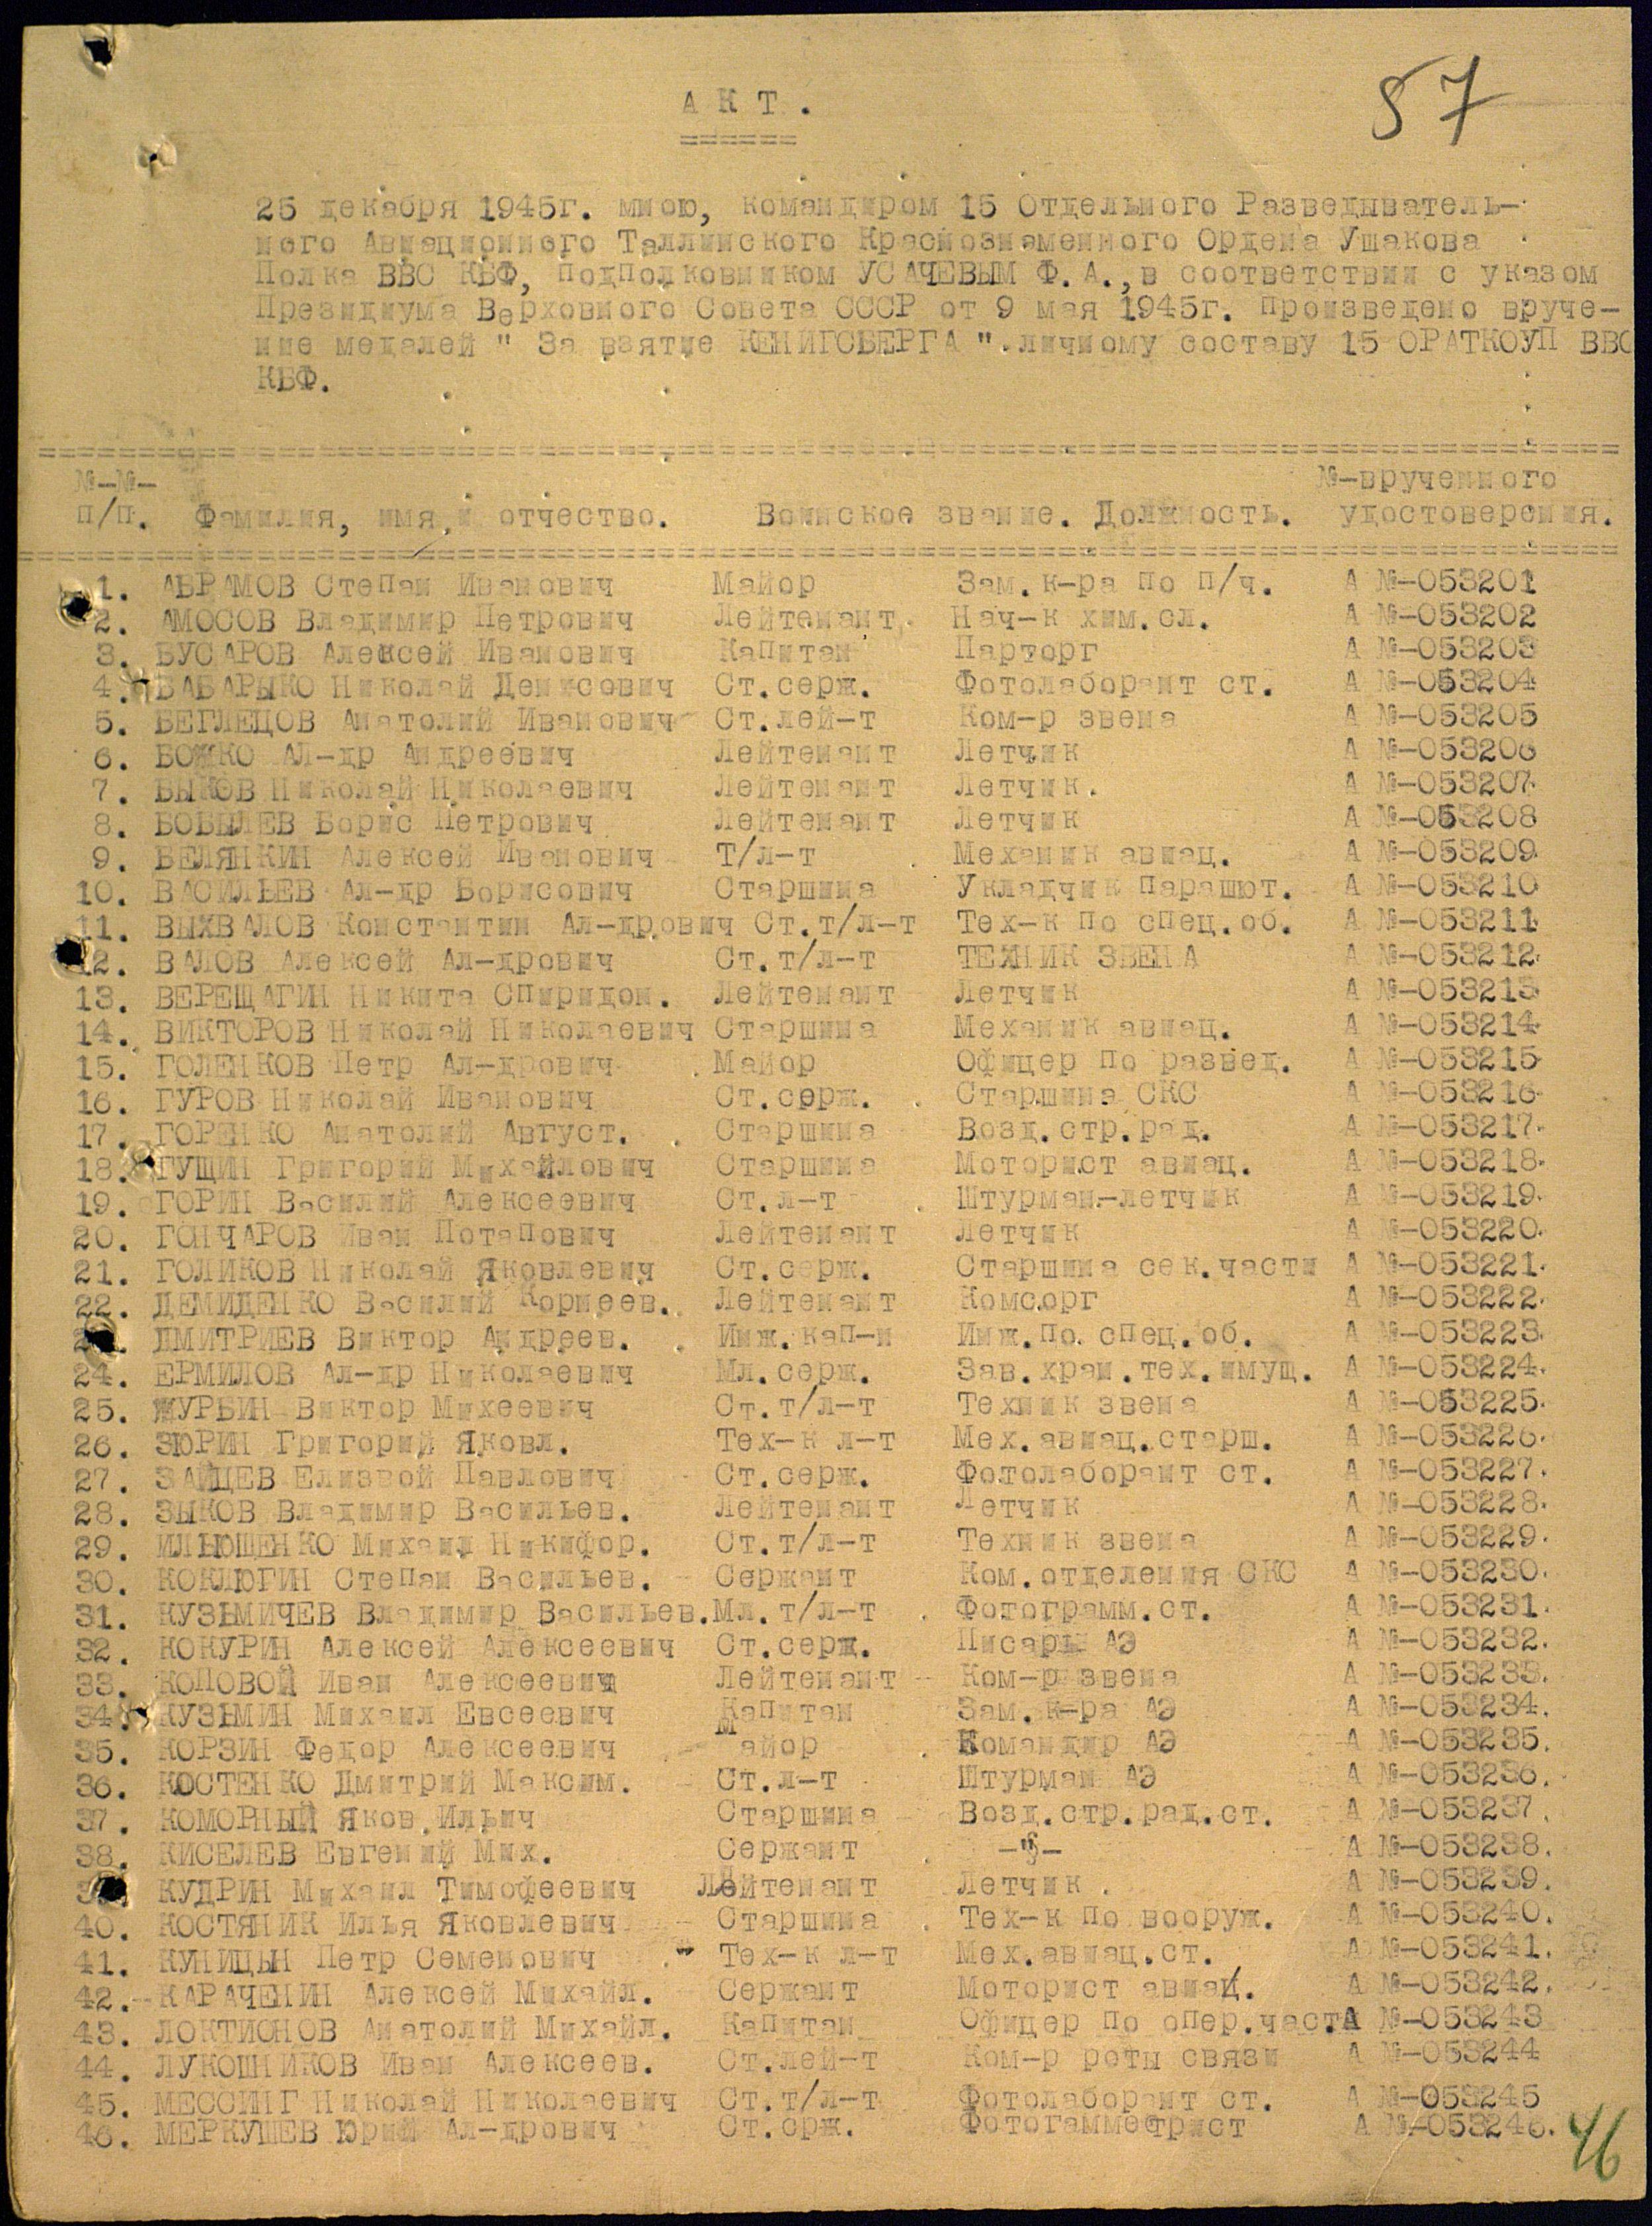 57
А К Т .
======
25 декабря 1945г. мною, командиром 15 Отдельного Разведыватель-
ного Авиационного Таллинского Краснознаменного Ордена Ушакова
Полка ВВС КБФ, подполковником УСАЧЕВЫМ Ф.А.,в соответствии с указом
Президиума Верховного Совета СССР от 9 мая 1945г. произведено вруче-
ние медалей " За взятие КЕНИГСБЕРГА ".личному составу 15 ОРАТКОУП ВВС
КБФ.
№-№- №-врученного
п/п. Фамилия, имя и отчество. Воинское звание. Должность. удостоверения.
1. АБРАМОВ Степан Иванович Майор Зам.к-ра по п/ч. А №-053201
2. АМОСОВ Владимир Петрович Лейтенант Нач-к хим.сл. А №-053202
3. БУСАРОВ Алексей Иванович Капитан Парторг А №-053203
4. БАБАРЫКО Николай Денисович Ст.серж. Фотолаборант ст. А №-053204
5. БЕГЛЕЦОВ Анатолий Иванович Ст.лей-т Ком-р звена А №-053205
6. БОЖКО Ал-др Андреевич Лейтенант Летчик А №-053206
7. БЫКОВ Николай Николаевич Лейтенант Летчик. А №-053207
8. БОБЫЛЕВ Борис Петрович Лейтенант Летчик А №-053208
9. БЕЛЯНКИН Алексей Иванович Т/л-т Механик авиац. А №-053209
10. ВАСИЛЬЕВ Ал-др Борисович Старшина Укладчик парашют. А №-053210
11. ВЫХВАЛОВ Константин Ал-дрович Ст.т/л-т Тех-к по спец.об. А №-053211
12. ВАЛОВ Алексей Ал-дрович Ст.т/л-т ТЕХНИК ЗВЕНА А №-053212
13. ВЕРЕЩАГИН Никита Спиридон. Лейтенант Летчик А №-053213
14. ВИКТОРОВ Николай Николаевич Старшина Механик авиац. А №-053214
15. ГОЛЕНКОВ Петр Ал-дрович Майор Офицер по развед. А №-053215
16. ГУРОВ Николай Иванович Ст.серж. Старшина СКС А №-053216
17. ГОРЕНКО Анатолий Август. Старшина Возд.стр.рад. А №-053217.
18. ГУЩИН Григорий Михайлович Старшина Моторист авиац. А №-053218.
19. ГОРИН Василий Алексеевич Ст.л-т Штурман-летчик А №-053219.
20. ГОНЧАРОВ Иван Потапович Лейтенант Летчик А №-053220.
21. ГОЛИКОВ Николай Яковлевич Ст.серж. Старшина сек.части А №-053221.
22. ДЕМИДЕНКО Василий Корнеев. Лейтенант Комсорг А №-053222.
23. ДМИТРИЕВ Виктор Андреев. Инж.кап-н Инж.по спец.об. А №-053223.
24. ЕРМИЛОВ Ал-др Николаевич Мл.серж. Зав.хран.тех.имущ. А №-053224.
25. ЖУРБИН Виктор Михеевич Ст.т/л-т Техник звена А №-053225.
26. ЗЮРИН Григорий Яковл. Тех-к л-т Мех.авиац.старш. А №-053226.
27. ЗАЙЦЕВ Елизвой Павлович Ст.серж. Фотолаборант ст. А №-053227.
28. ЗЫКОВ Владимир Васильев. Лейтенант Летчик А №-053228.
29. ИЛЬЮЩЕНКО Михаил Никифор. Ст.т/л-т Техник звена А №-053229.
30. КОКЛЮГИН Степан Васильев. Сержант Ком.отделения СКС А №-053230.
31. КУЗЬМИЧЕВ Владимир Васильев.Мл.т/л-т Фотограмм.ст. А №-053231.
32. КОКУРИН Алексей Алексеевич Ст.серж. Писарь АЭ А №-053232.
33. КОПОВОЙ Иван Алексеевич Лейтенант Ком-р звена А №-053233.
34. КУЗЬМИН Михаил Евсеевич Капитан Зам.к-ра АЭ А №-053234.
35. КОРЗИН Федор Алексеевич Майор Командир АЭ А №-053235.
36. КОСТЕНКО Дмитрий Максим. Ст.л-т Штурман АЭ А №-053236.
37. КОМОРНЫЙ Яков Ильич Старшина Возд.стр.рад.ст. А №-053237.
38. КИСЕЛЕВ Евгений Мих. Сержант -"- А №-053238.
39. КУДРИН Михаил Тимофеевич Лейтенант Летчик . А №-053239.
40. КОСТЯНИК Илья Яковлевич Старшина Тех-к по вооруж. А №-053240.
41. КУНИЦЫН Петр Семенович Тех-к л-т Мех.авиац.ст. А №-053241.
42. КАРАЧЕНИН Алексей Михайл. Сержант Моторист авиац. А №-053242.
43. ЛОКТИОНОВ Анатолий Михайл. Капитан Офицер по опер.части А №-053243
44. ЛУКОШНИКОВ Иван Алексеев. Ст.лей-т Ком-р роты связи А №-053244
45. МЕССИНГ Николай Николаевич Ст.т/л-т Фотолаборант ст. А №-053245
46. МЕРКУШЕВ Юрий Ал-дрович Ст.срж. Фотогамметрист А №-053246.
46